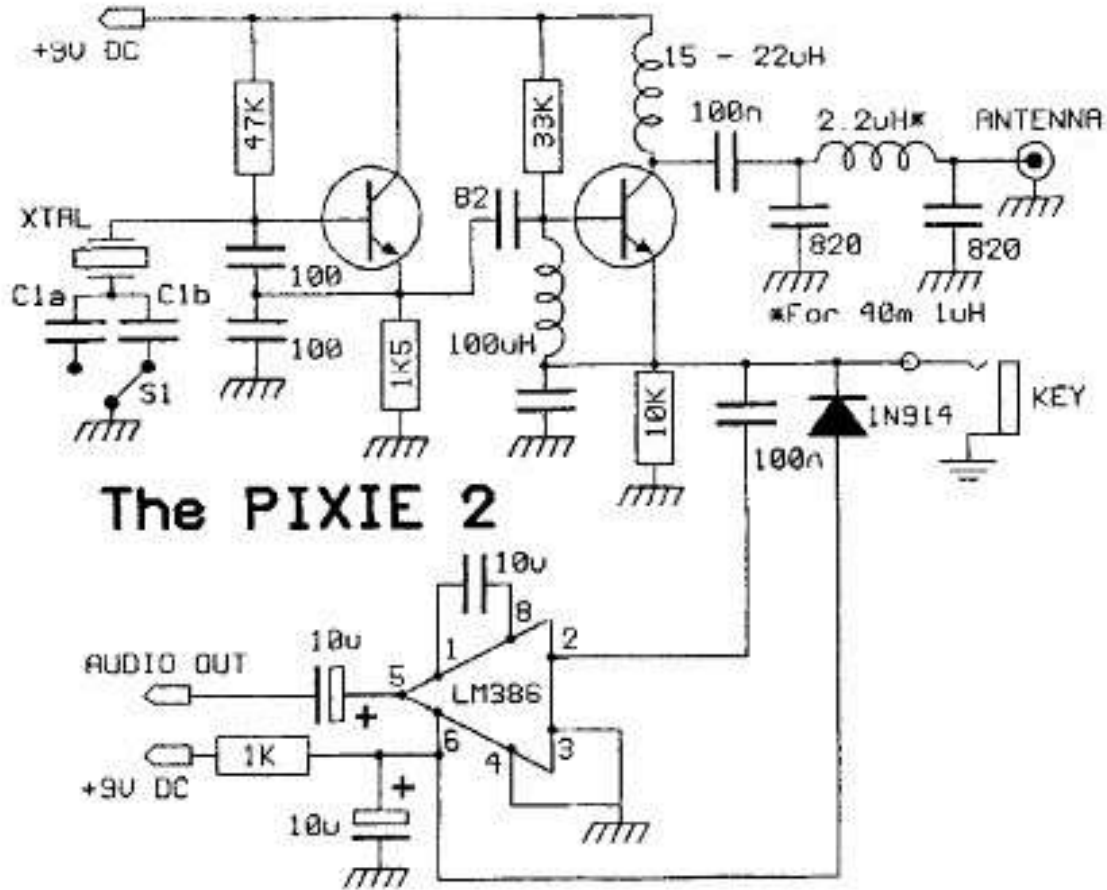 +9V DC
47K
33K
15 - 22uH
100n
2.2uH*
ANTENNA
XTAL
82
C1a
C1b
100
100
S1
1K5
100uH
10K
820
820
*For 40m 1uH
100n
1N914
KEY
The PIXIE 2
10u
8
1
2
AUDIO OUT
10u
5
+
LM386
6
4
3
1K
+9V DC
+
10u